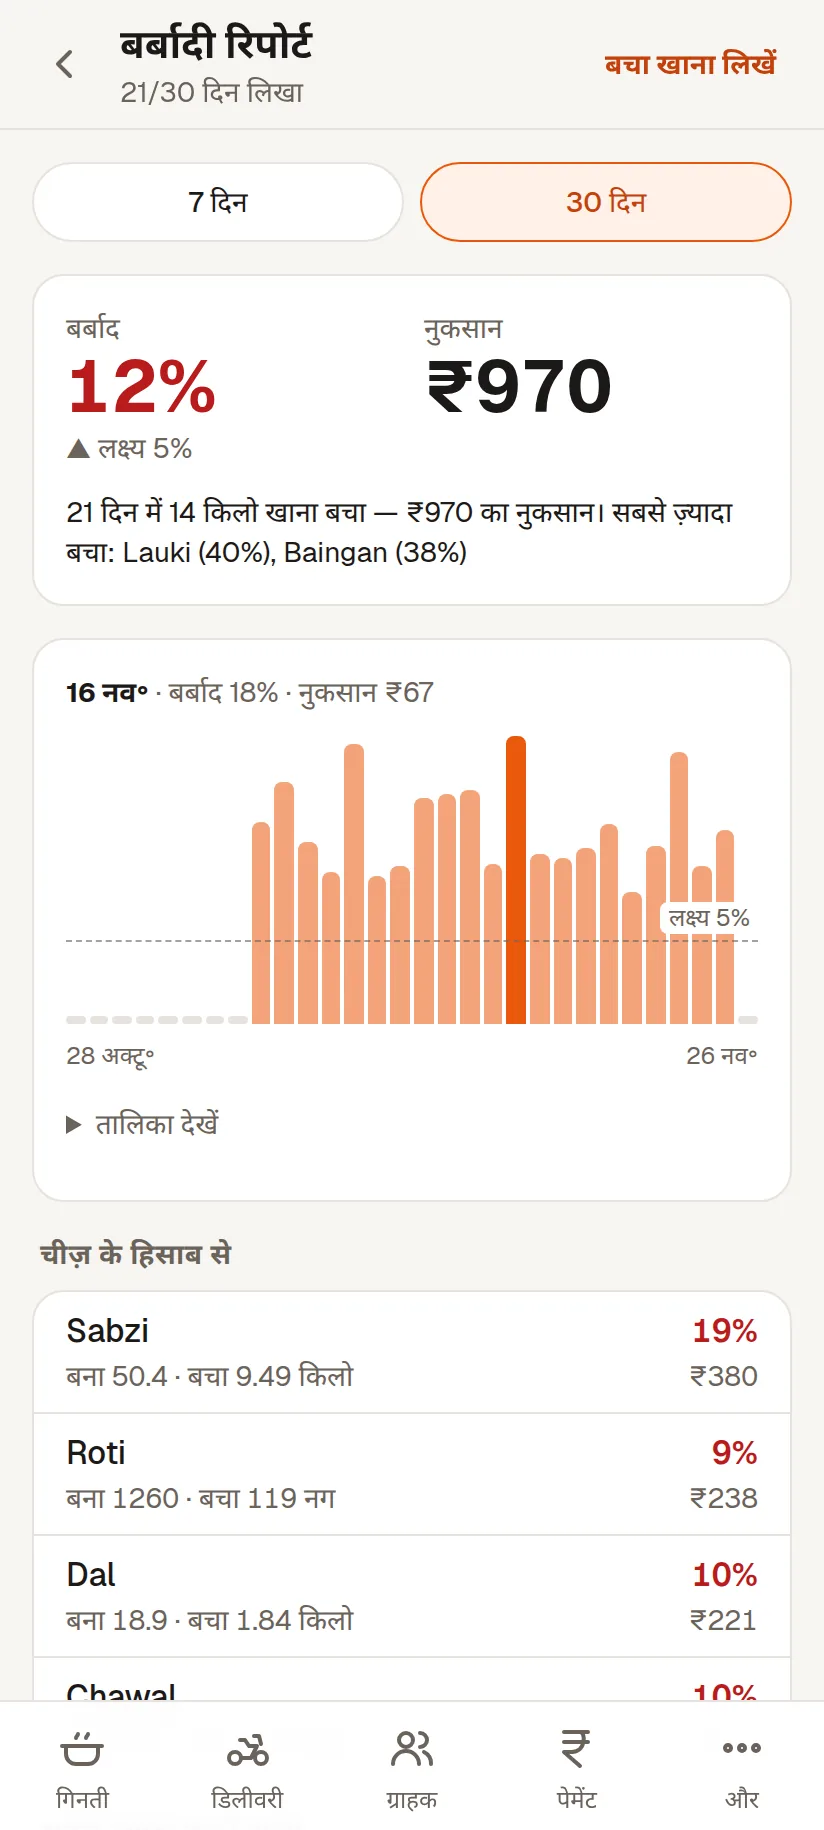 बर्बादी रिपोर्ट
21/30 दिन लिखा
बचा खाना लिखें
7 दिन
30 दिन
बर्बाद
नुकसान
12%
₹970
▲ लक्ष्य 5%
21 दिन में 14 किलो खाना बचा — ₹970 का नुकसान। सबसे ज़्यादा
बचा: Lauki (40%), Baingan (38%)
16 नव॰ · बर्बाद 18% · नुकसान ₹67
लक्ष्य 5%
28 अक्टू॰
26 नव॰
▶ तालिका देखें
चीज़ के हिसाब से
Sabzi
19%
बना 50.4 · बचा 9.49 किलो
₹380
Roti
9%
बना 1260 · बचा 119 नग
₹238
Dal
10%
बना 18.9 · बचा 1.84 किलो
₹221
Chawal
10%
गिनती
डिलीवरी
ग्राहक
पेमेंट
और